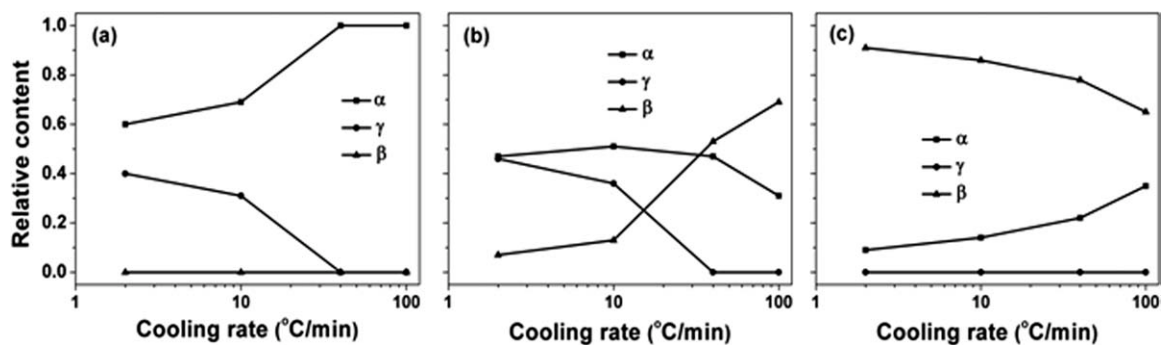 Relative content
1.0
0.8
0.6
0.4
0.2
0.0
(a)
α
γ
β
1 10 100
Cooling rate (°C/min)
(b)
α
γ
β
1 10 100
Cooling rate (°C/min)
(c)
α
γ
β
1 10 100
Cooling rate (°C/min)